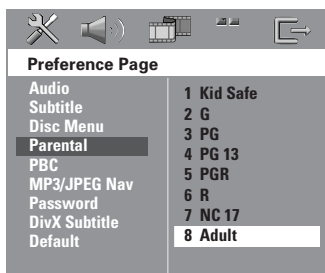 Preference Page
Audio
Subtitle
Disc Menu
Parental
PBC
MP3/JPEG Nav
Password
DivX Subtitle
Default
1 Kid Safe
2 G
3 PG
4 PG 13
5 PGR
6 R
7 NC 17
8 Adult